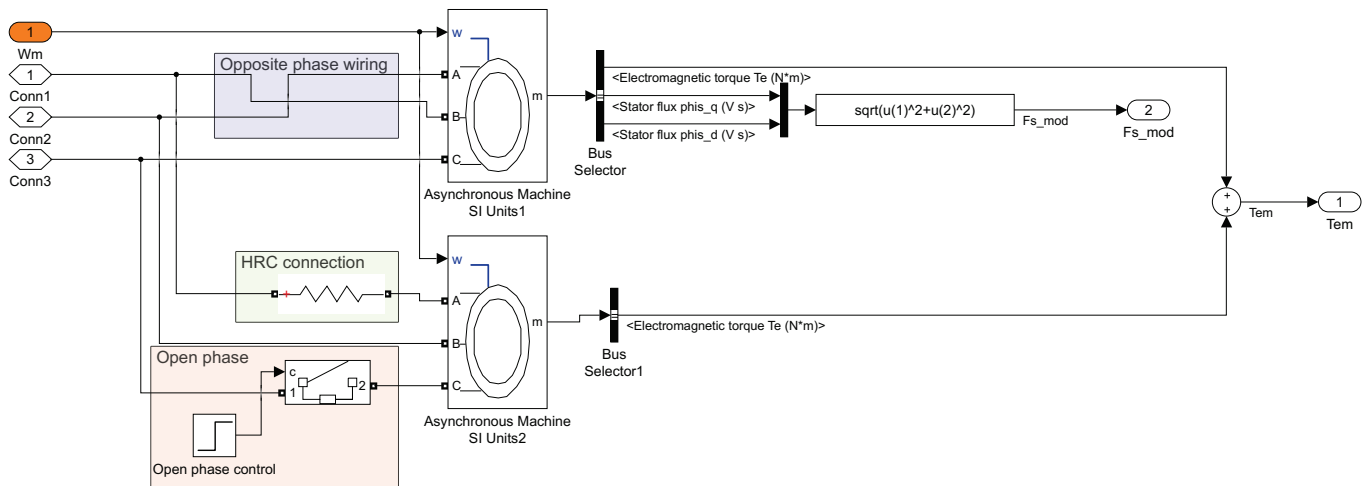 1
Wm
1
Conn1
2
Conn2
3
Conn3
Opposite phase wiring
w
A
B
C
m
Asynchronous Machine
SI Units1
<Electromagnetic torque Te (N*m)>
<Stator flux phis_q (V s)>
<Stator flux phis_d (V s)>
Bus
Selector
sqrt(u(1)^2+u(2)^2)
Fs_mod
2
Fs_mod
+
+
Tem
1
Tem
HRC connection
+
w
A
B
C
m
Asynchronous Machine
SI Units2
<Electromagnetic torque Te (N*m)>
Bus
Selector1
Open phase
c
1
2
Open phase control